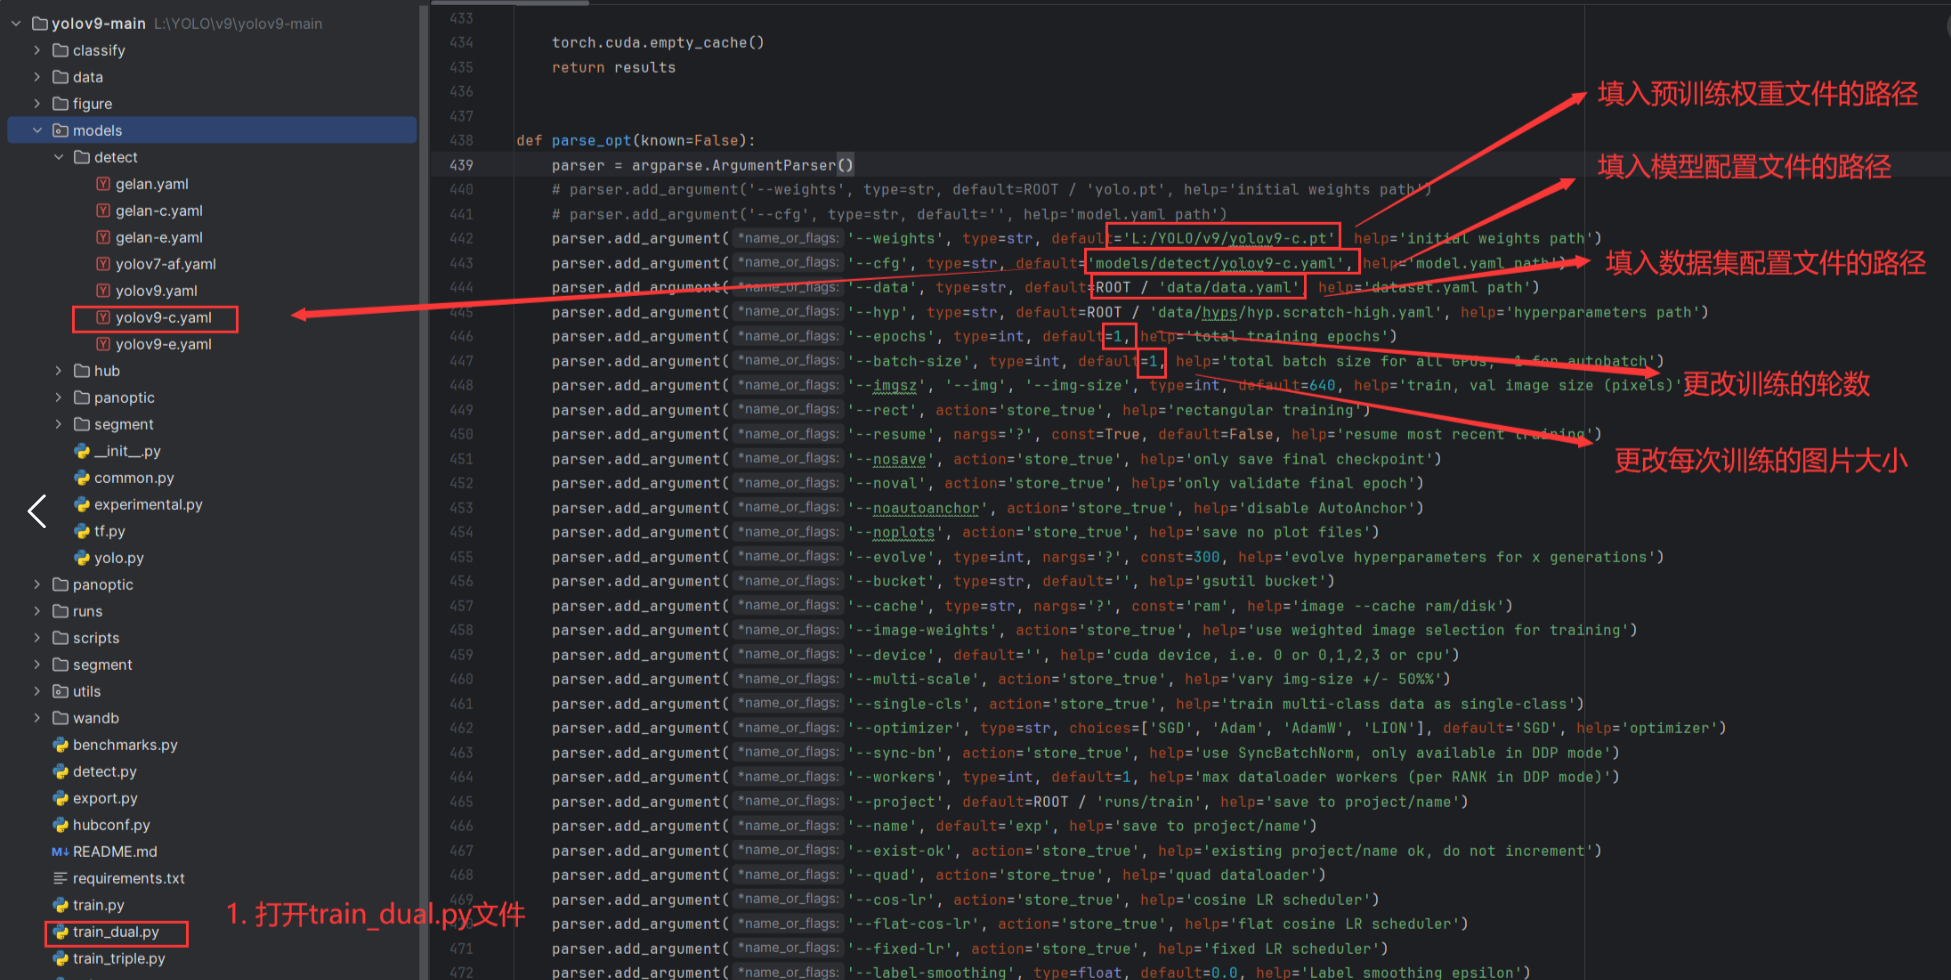 yolov9-main L:\YOLO\v9\yolov9-main
classify
data
figure
models
detect
gelan.yaml
gelan-c.yaml
gelan-e.yaml
yolov7-af.yaml
yolov9.yaml
yolov9-c.yaml
yolov9-e.yaml
hub
panoptic
segment
__init__.py
common.py
experimental.py
tf.py
yolo.py
panoptic
runs
scripts
segment
utils
wandb
benchmarks.py
detect.py
export.py
hubconf.py
README.md
requirements.txt
train.py
train_dual.py
train_triple.py
1. 打开train_dual.py文件
433
434 torch.cuda.empty_cache()
435 return results
436
437
438 def parse_opt(known=False):
439 parser = argparse.ArgumentParser()
440 # parser.add_argument('--weights', type=str, default=ROOT / 'yolo.pt', help='initial weights path')
441 # parser.add_argument('--cfg', type=str, default='', help='model.yaml path')
442 parser.add_argument( *name_or_flags: '--weights', type=str, default='L:/YOLO/v9/yolov9-c.pt', help='initial weights path')
443 parser.add_argument( *name_or_flags: '--cfg', type=str, default='models/detect/yolov9-c.yaml', help='model.yaml path')
444 parser.add_argument( *name_or_flags: '--data', type=str, default=ROOT / 'data/data.yaml', help='dataset.yaml path')
445 parser.add_argument( *name_or_flags: '--hyp', type=str, default=ROOT / 'data/hyps/hyp.scratch-high.yaml', help='hyperparameters path')
446 parser.add_argument( *name_or_flags: '--epochs', type=int, default=1, help='total training epochs')
447 parser.add_argument( *name_or_flags: '--batch-size', type=int, default=1, help='total batch size for all GPUs, -1 for autobatch')
448 parser.add_argument( *name_or_flags: '--imgsz', '--img', '--img-size', type=int, default=640, help='train, val image size (pixels)')
449 parser.add_argument( *name_or_flags: '--rect', action='store_true', help='rectangular training')
450 parser.add_argument( *name_or_flags: '--resume', nargs='?', const=True, default=False, help='resume most recent training')
451 parser.add_argument( *name_or_flags: '--nosave', action='store_true', help='only save final checkpoint')
452 parser.add_argument( *name_or_flags: '--noval', action='store_true', help='only validate final epoch')
453 parser.add_argument( *name_or_flags: '--noautoanchor', action='store_true', help='disable AutoAnchor')
454 parser.add_argument( *name_or_flags: '--noplots', action='store_true', help='save no plot files')
455 parser.add_argument( *name_or_flags: '--evolve', type=int, nargs='?', const=300, help='evolve hyperparameters for x generations')
456 parser.add_argument( *name_or_flags: '--bucket', type=str, default='', help='gsutil bucket')
457 parser.add_argument( *name_or_flags: '--cache', type=str, nargs='?', const='ram', help='image --cache ram/disk')
458 parser.add_argument( *name_or_flags: '--image-weights', action='store_true', help='use weighted image selection for training')
459 parser.add_argument( *name_or_flags: '--device', default='', help='cuda device, i.e. 0 or 0,1,2,3 or cpu')
460 parser.add_argument( *name_or_flags: '--multi-scale', action='store_true', help='vary img-size +/- 50%%')
461 parser.add_argument( *name_or_flags: '--single-cls', action='store_true', help='train multi-class data as single-class')
462 parser.add_argument( *name_or_flags: '--optimizer', type=str, choices=['SGD', 'Adam', 'AdamW', 'LION'], default='SGD', help='optimizer')
463 parser.add_argument( *name_or_flags: '--sync-bn', action='store_true', help='use SyncBatchNorm, only available in DDP mode')
464 parser.add_argument( *name_or_flags: '--workers', type=int, default=1, help='max dataloader workers (per RANK in DDP mode)')
465 parser.add_argument( *name_or_flags: '--project', default=ROOT / 'runs/train', help='save to project/name')
466 parser.add_argument( *name_or_flags: '--name', default='exp', help='save to project/name')
467 parser.add_argument( *name_or_flags: '--exist-ok', action='store_true', help='existing project/name ok, do not increment')
468 parser.add_argument( *name_or_flags: '--quad', action='store_true', help='quad dataloader')
469 parser.add_argument( *name_or_flags: '--cos-lr', action='store_true', help='cosine LR scheduler')
470 parser.add_argument( *name_or_flags: '--flat-cos-lr', action='store_true', help='flat cosine LR scheduler')
471 parser.add_argument( *name_or_flags: '--fixed-lr', action='store_true', help='fixed LR scheduler')
472 parser.add_argument( *name_or_flags: '--label-smoothing', type=float, default=0.0, help='Label smoothing epsilon')
填入预训练权重文件的路径
填入模型配置文件的路径
填入数据集配置文件的路径
更改训练的轮数
更改每次训练的图片大小